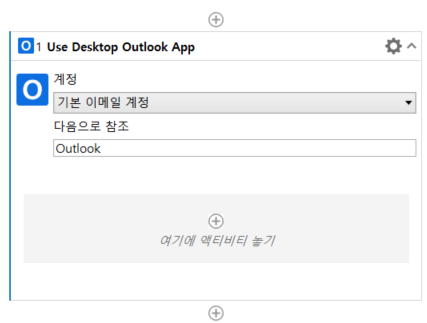 O 1 Use Desktop Outlook App
O
계정
기본 이메일 계정
다음으로 참조
Outlook
여기에 액티비티 놓기